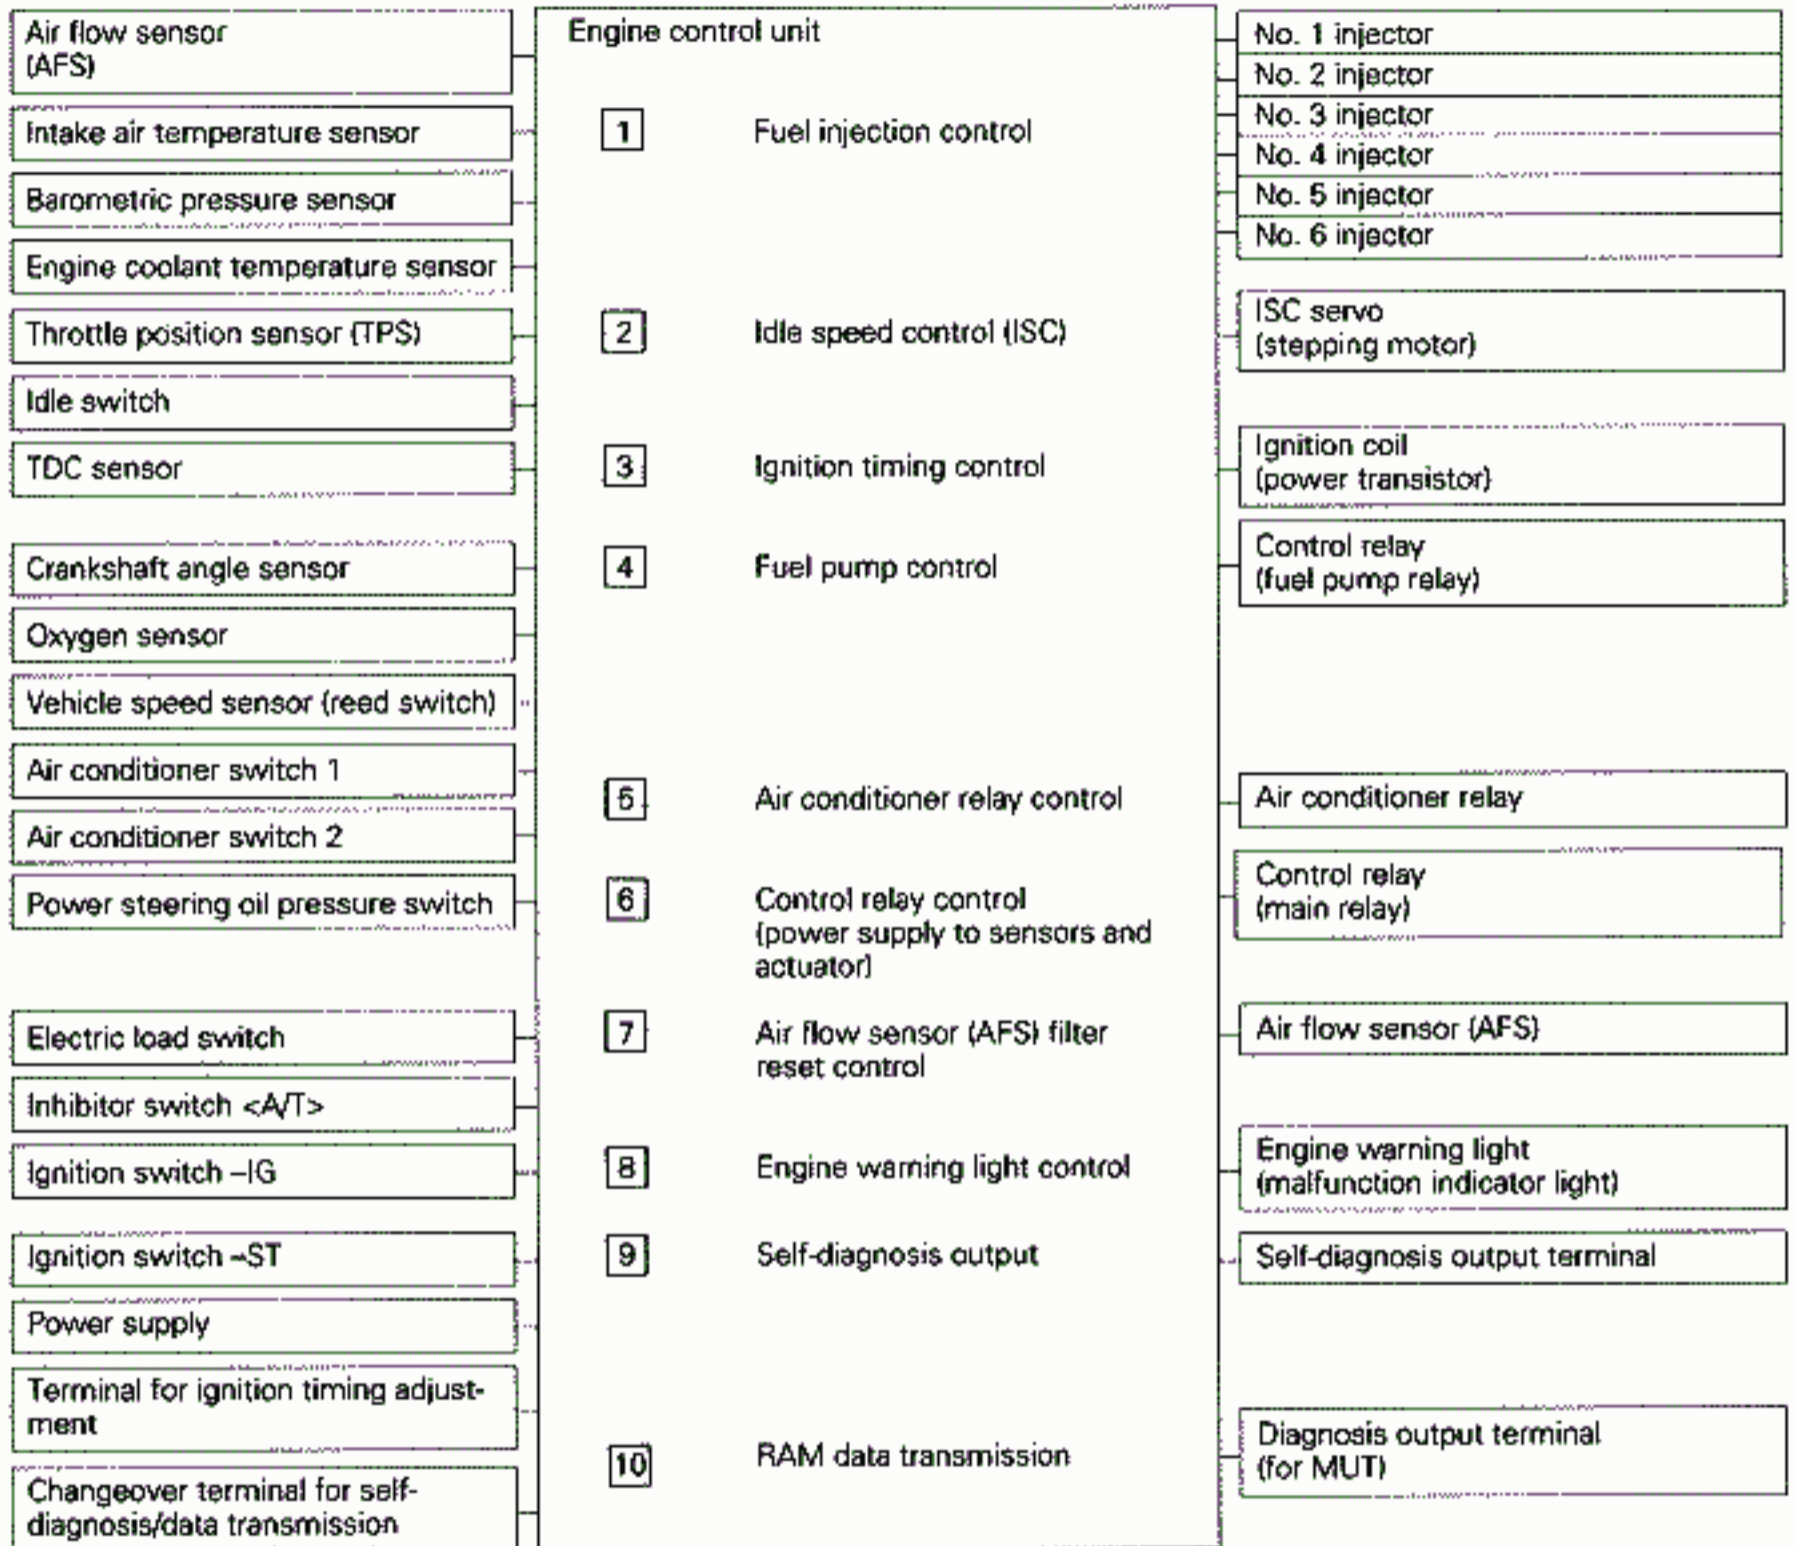 Air flow sensor
(AFS)
Intake air temperature sensor
Barometric pressure sensor
Engine coolant temperature sensor
Throttle position sensor (TPS)
Idle switch
TDC sensor
Crankshaft angle sensor
Oxygen sensor
Vehicle speed sensor (reed switch)
Air conditioner switch 1
Air conditioner switch 2
Power steering oil pressure switch
Electric load switch
Inhibitor switch <A/T>
Ignition switch –IG
Ignition switch –ST
Power supply
Terminal for ignition timing adjust-
ment
Changeover terminal for self-
diagnosis/data transmission
Engine control unit
1 Fuel injection control
2 Idle speed control (ISC)
3 Ignition timing control
4 Fuel pump control
5 Air conditioner relay control
6 Control relay control
(power supply to sensors and
actuator)
7 Air flow sensor (AFS) filter
reset control
8 Engine warning light control
9 Self-diagnosis output
10 RAM data transmission
No. 1 injector
No. 2 injector
No. 3 injector
No. 4 injector
No. 5 injector
No. 6 injector
ISC servo
(stepping motor)
Ignition coil
(power transistor)
Control relay
(fuel pump relay)
Air conditioner relay
Control relay
(main relay)
Air flow sensor (AFS)
Engine warning light
(malfunction indicator light)
Self-diagnosis output terminal
Diagnosis output terminal
(for MUT)